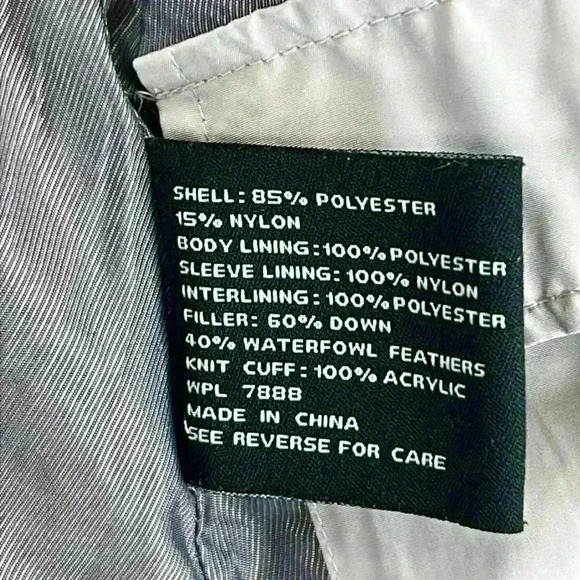 SHELL: 85% POLYESTER
15% NYLON
BODY LINING: 100% POLYESTER
SLEEVE LINING: 100% NYLON
INTERLINING: 100% POLYESTER
FILLER: 60% DOWN
40% WATERFOWL FEATHERS
KNIT CUFF: 100% ACRYLIC
WPL 7888
MADE IN CHINA
SEE REVERSE FOR CARE